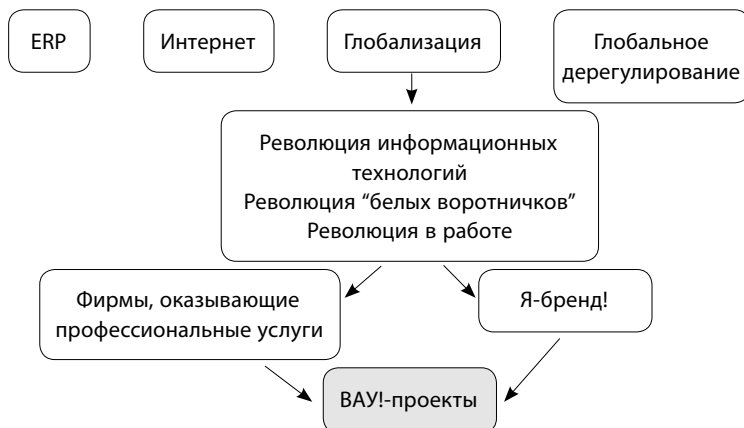 ERP
Интернет
Глобализация
Глобальное
дерегулирование
Революция информационных
технологий
Революция “белых воротничков”
Революция в работе
Фирмы, оказывающие
профессиональные услуги
Я-бренд!
ВАУ!-проекты